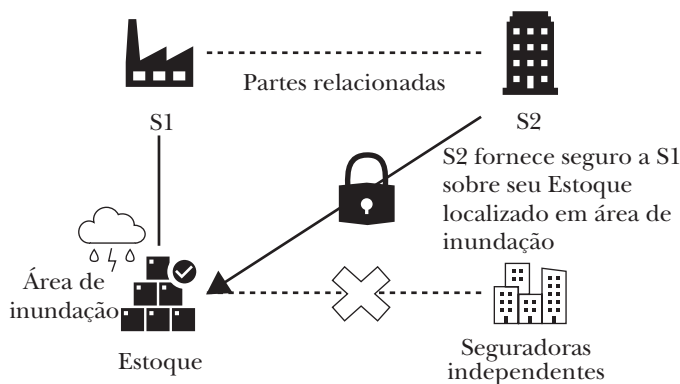 Partes relacionadas
S1
S2
S2 fornece seguro a S1
sobre seu Estoque
localizado em área de
inundação
Área de
inundação
Estoque
Seguradoras
independentes